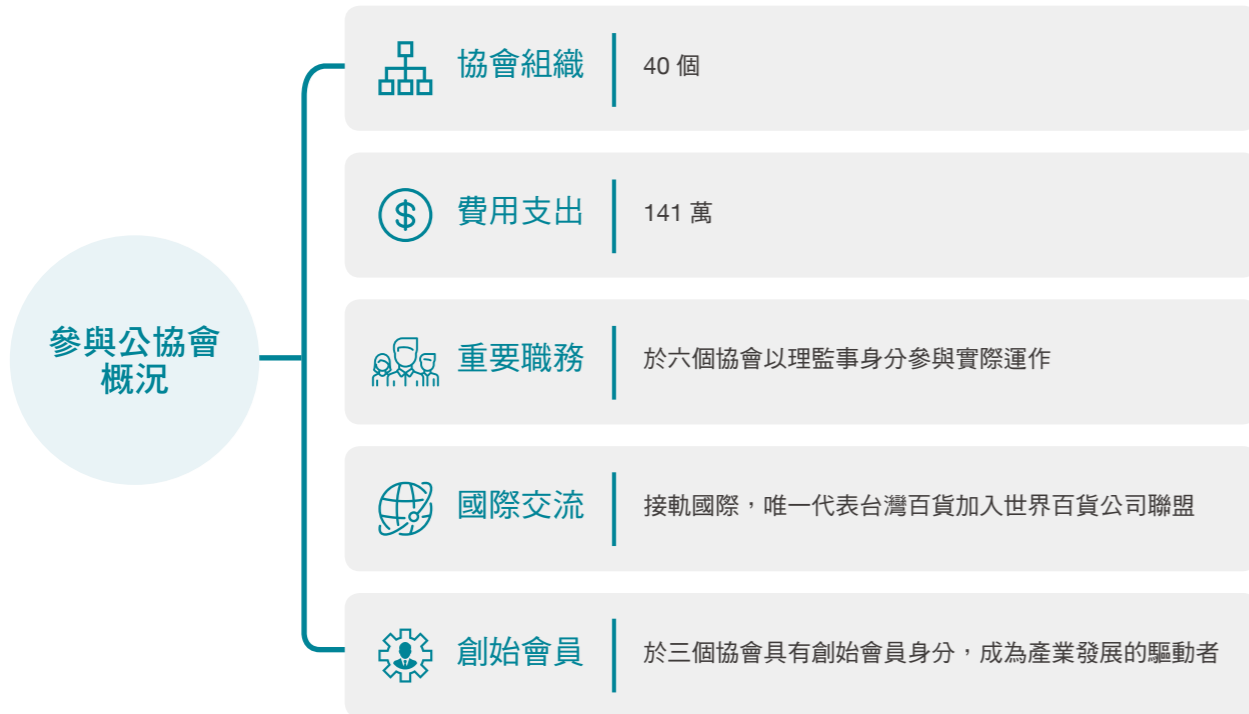 參與公協會
概況
協會組織
40 個
費用支出
141 萬
重要職務
於六個協會以理監事身分參與實際運作
國際交流
接軌國際，唯一代表台灣百貨加入世界百貨公司聯盟
創始會員
於三個協會具有創始會員身分，成為產業發展的驅動者